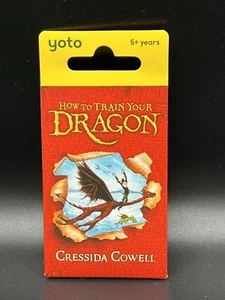 yoto
5+ years
HOW TO TRAIN YOUR
DRAGON
CRESSIDA COWELL